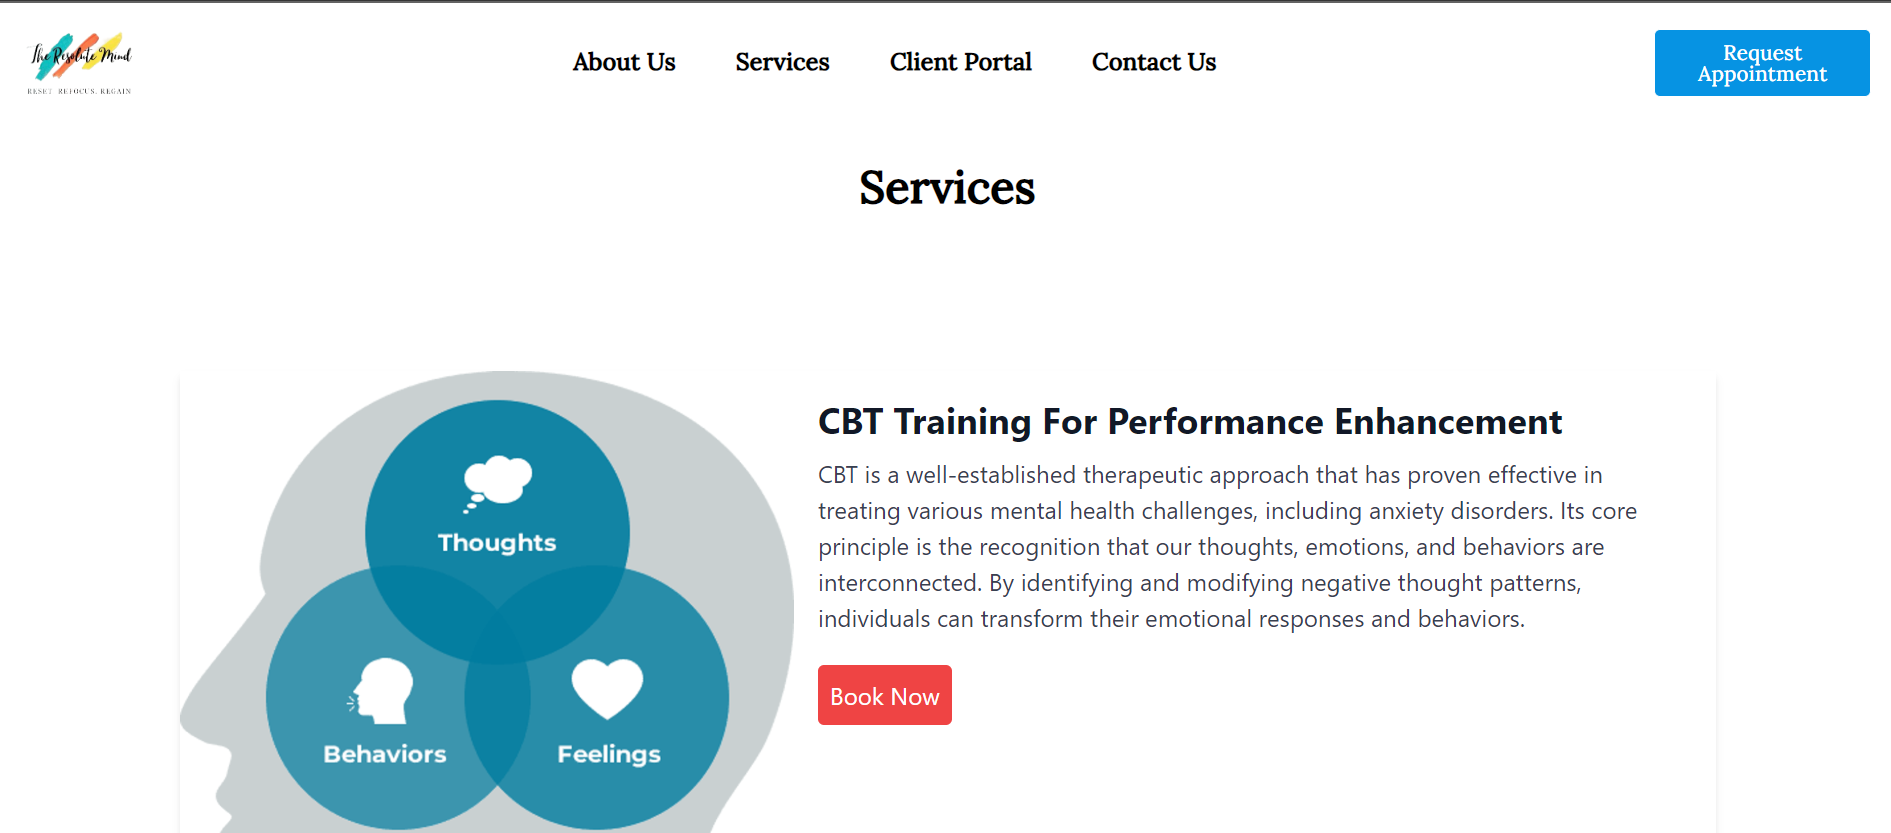 The Resolute Mind
RESET. REFOCUS. REGAIN
About Us
Services
Client Portal
Contact Us
Request
Appointment
Services
Thoughts
Behaviors
Feelings
CBT Training For Performance Enhancement
CBT is a well-established therapeutic approach that has proven effective in
treating various mental health challenges, including anxiety disorders. Its core
principle is the recognition that our thoughts, emotions, and behaviors are
interconnected. By identifying and modifying negative thought patterns,
individuals can transform their emotional responses and behaviors.
Book Now